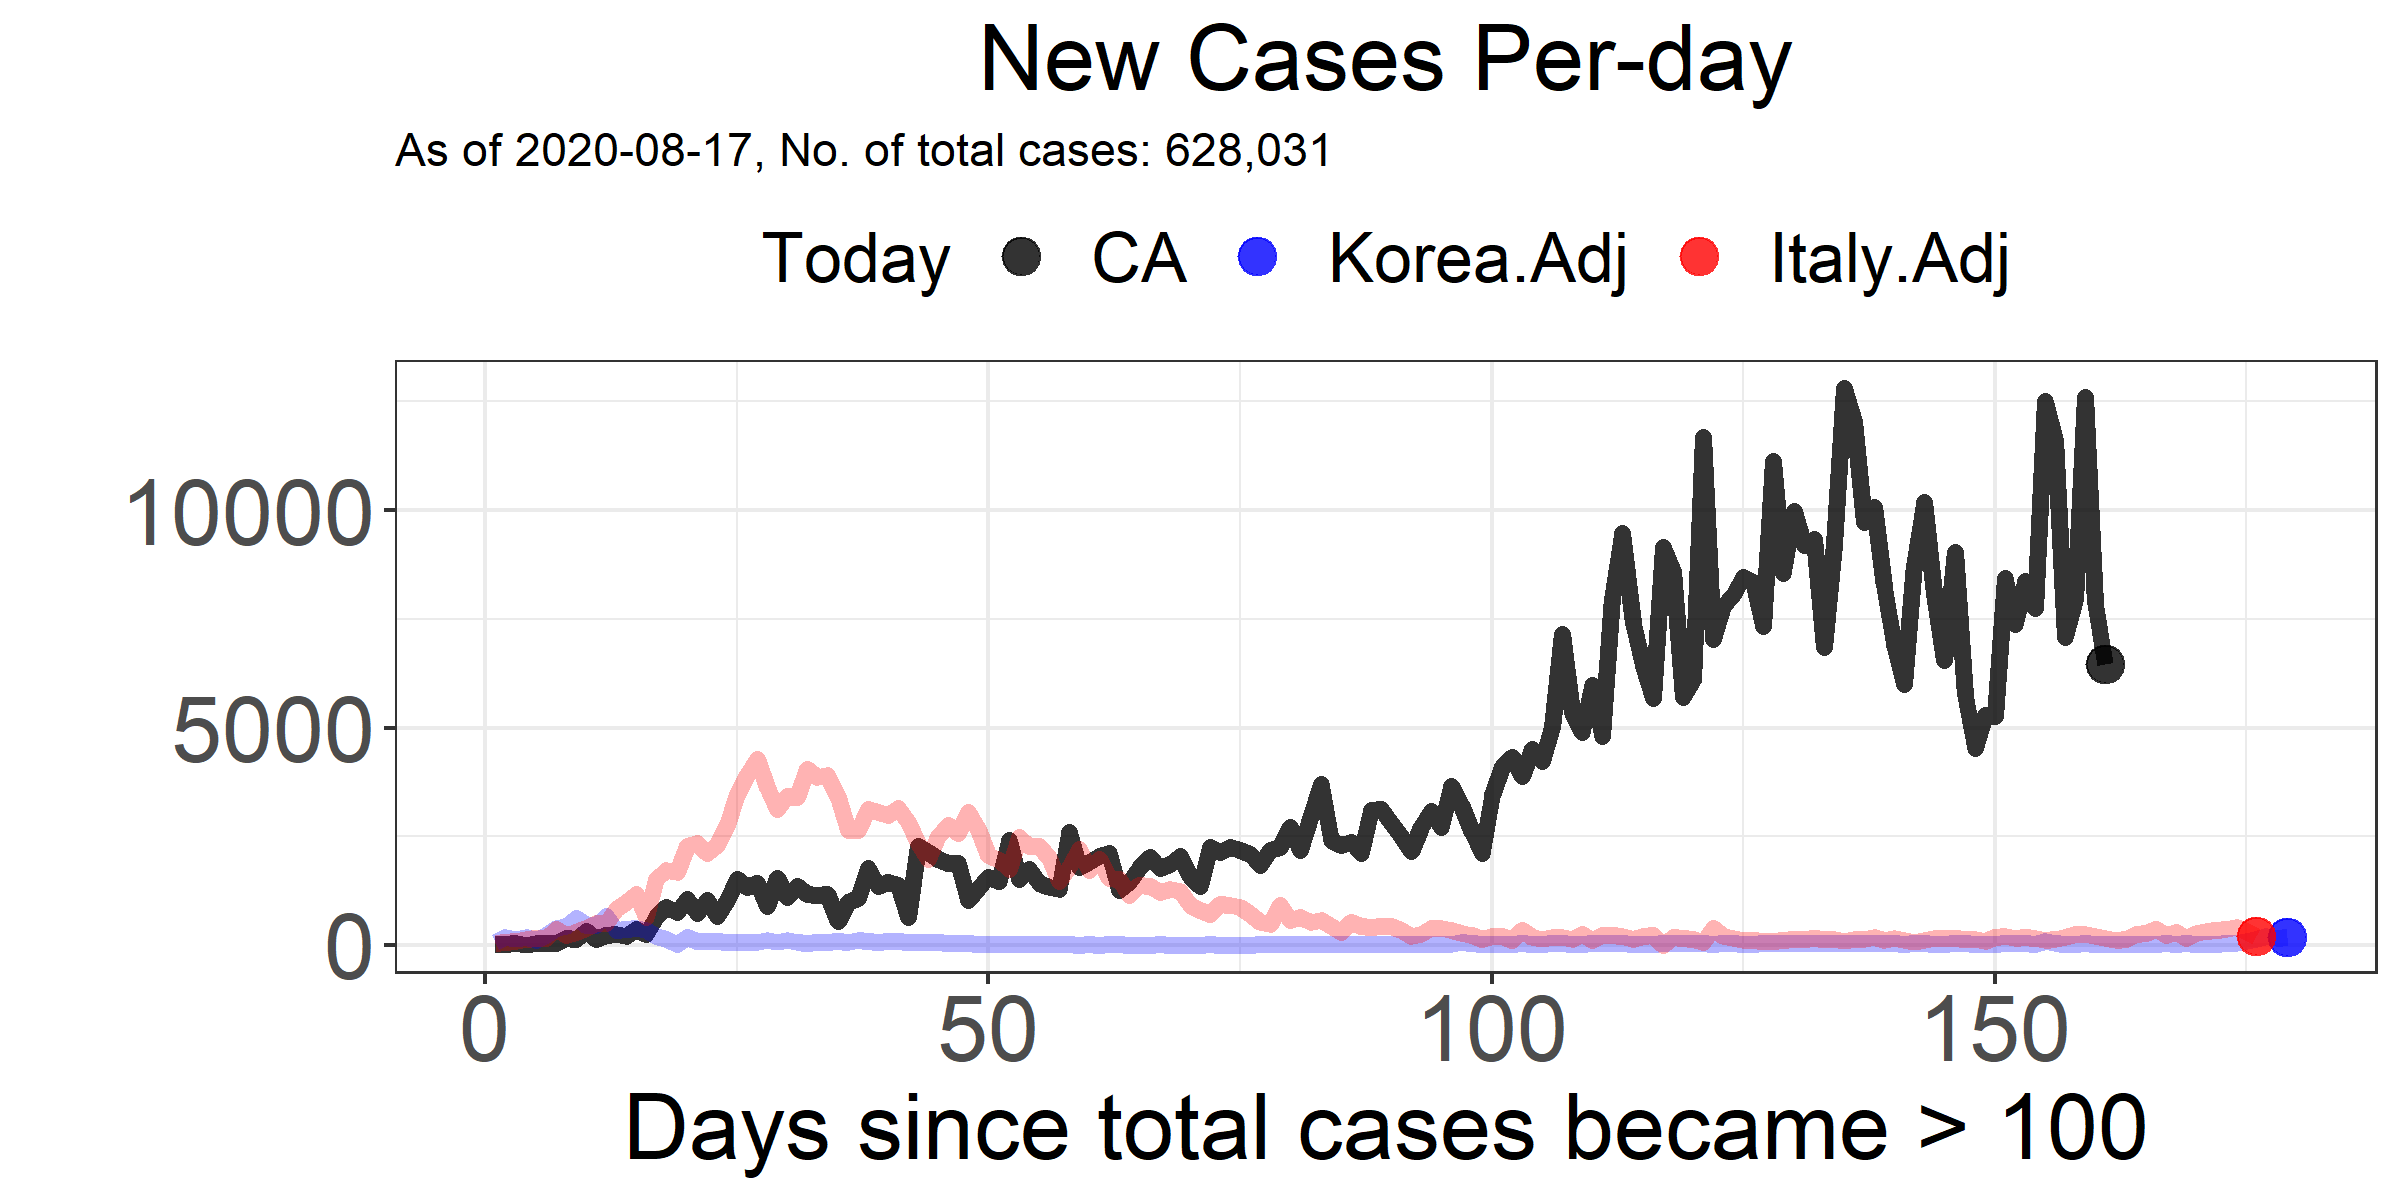 New Cases Per-day
As of 2020-08-17, No. of total cases: 628,031
Today CA Korea.Adj Italy.Adj
10000
5000
0
0 50 100 150
Days since total cases became > 100